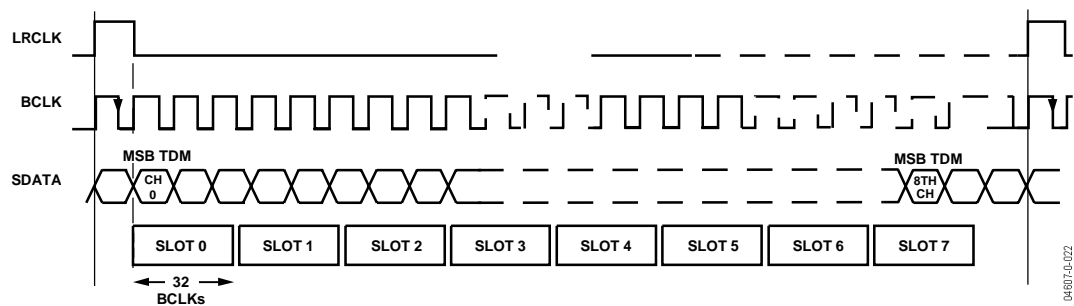 LRCLK
BCLK
MSB TDM
MSB TDM
SDATA
CH
0
8TH
CH
SLOT 0
SLOT 1
SLOT 2
SLOT 3
SLOT 4
SLOT 5
SLOT 6
SLOT 7
32
BCLKs
04607-0-022